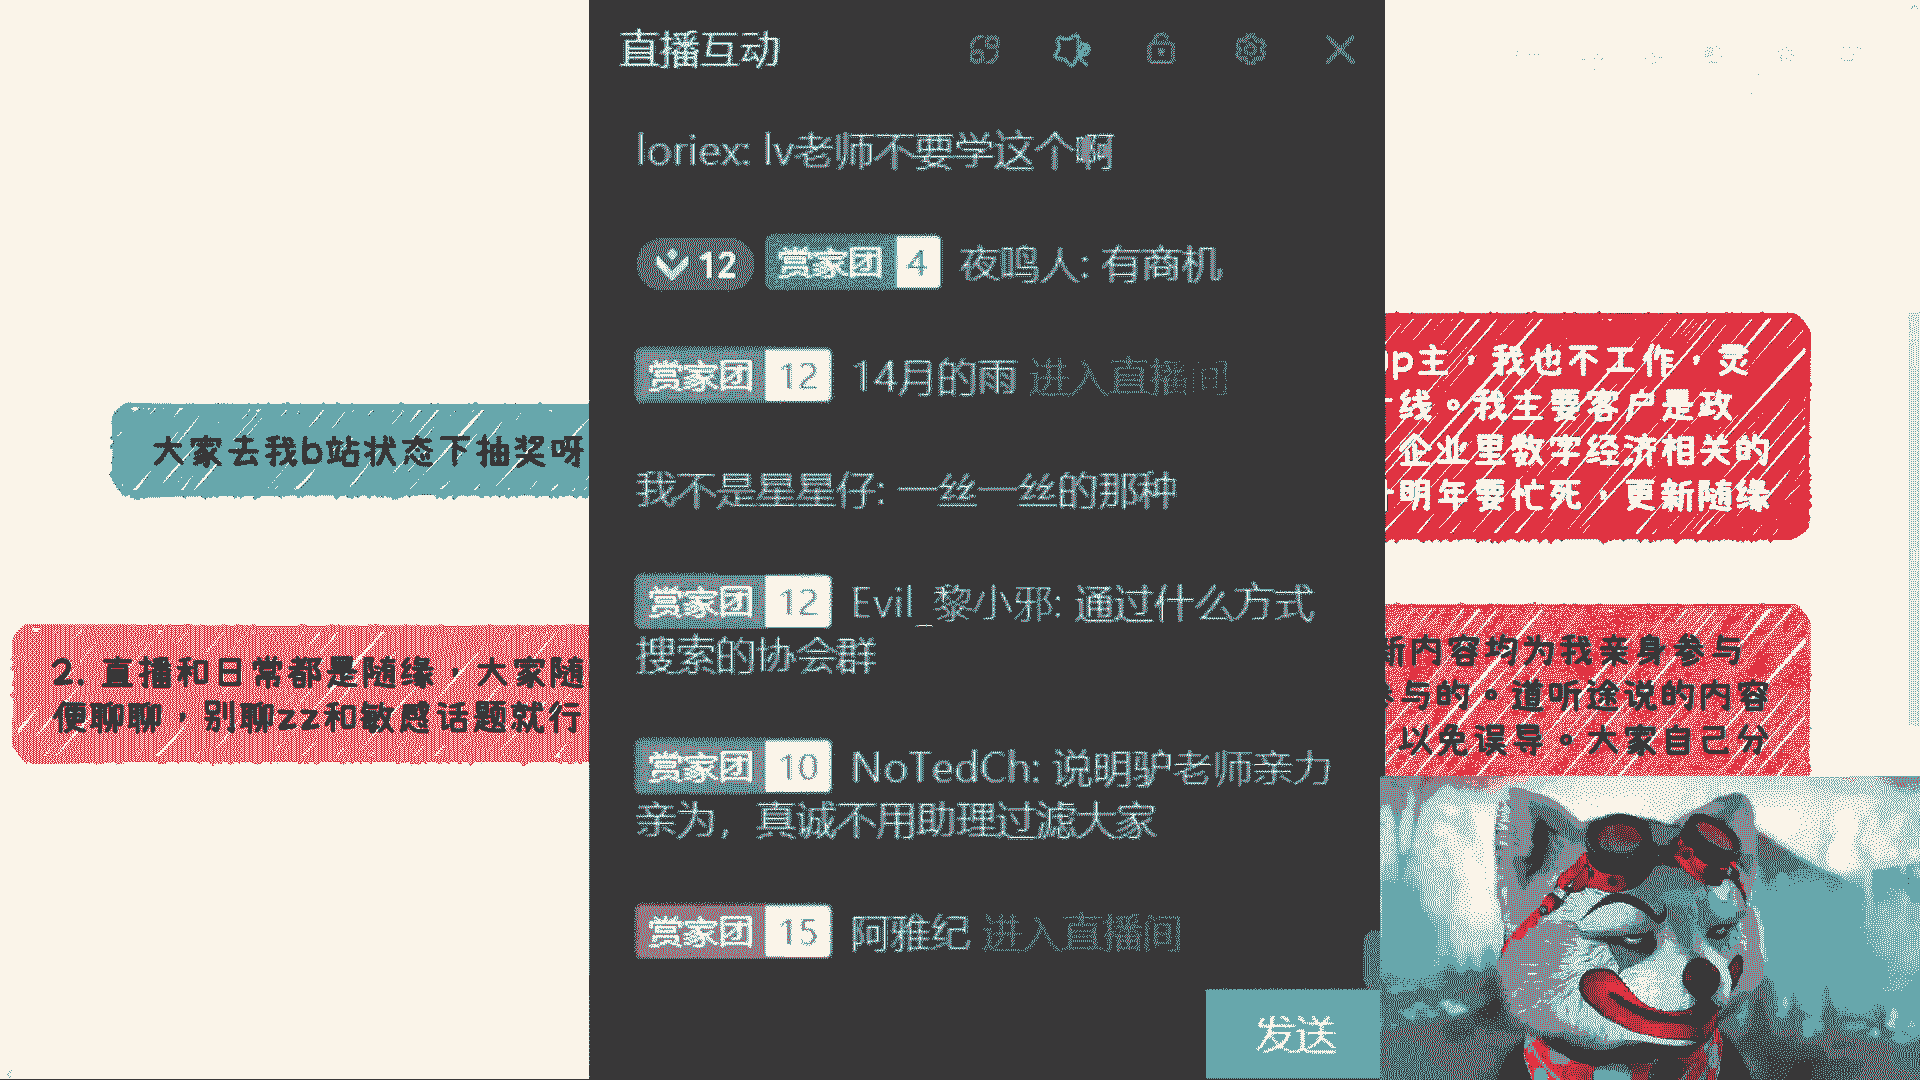 直播互动
loriex: lv老师不要学这个啊
12 赏家团 4 夜鸣人: 有商机
赏家团 12 14月的雨 进入直播间
我不是星星仔: 一丝一丝的那种
赏家团 12 Evil_黎小邪: 通过什么方式
搜索的协会群
赏家团 10 NoTedCh: 说明驴老师亲力
亲为，真诚不用助理过滤大家
赏家团 15 阿雅纪 进入直播间
发送
大家去我b站状态下抽奖呀
2. 直播和日常都是随缘，大家随
便聊聊，别聊zz和敏感话题就行
up主，我也不工作，灵
线。我主要客户是政
企业里数字经济相关的
明年要忙死，更新随缘
新内容均为我亲身参与
参与的。道听途说的内容
以免误导。大家自己分